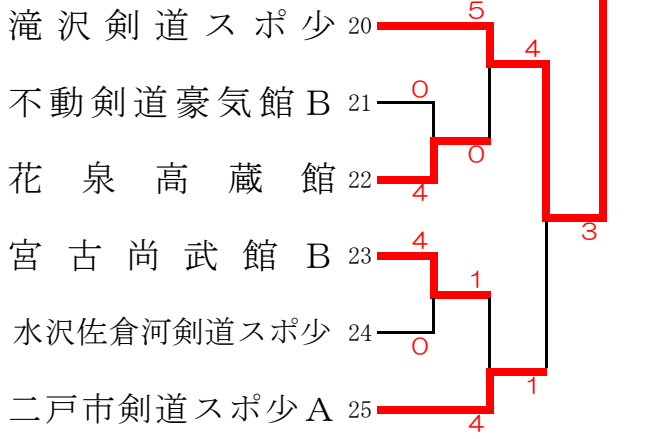 滝沢剣道スポ少 20 5
4
不動剣道豪気館B 21 0
0
花泉高蔵館 22 4
3
宮古尚武館B 23 4
1
水沢佐倉河剣道スポ少 24 0
1
二戸市剣道スポ少A 25 4